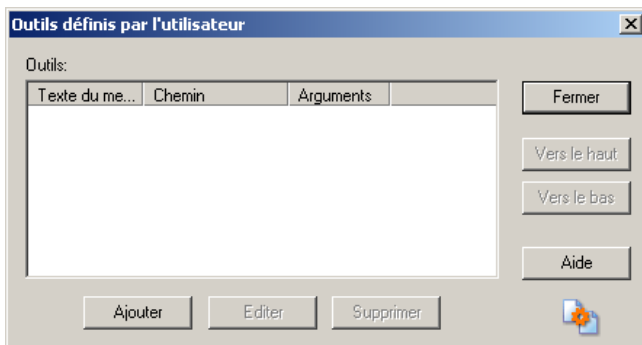 Outils définis par l'utilisateur
Outils:
Texte du me... Chemin Arguments
Fermer
Vers le haut
Vers le bas
Aide
Ajouter Editer Supprimer